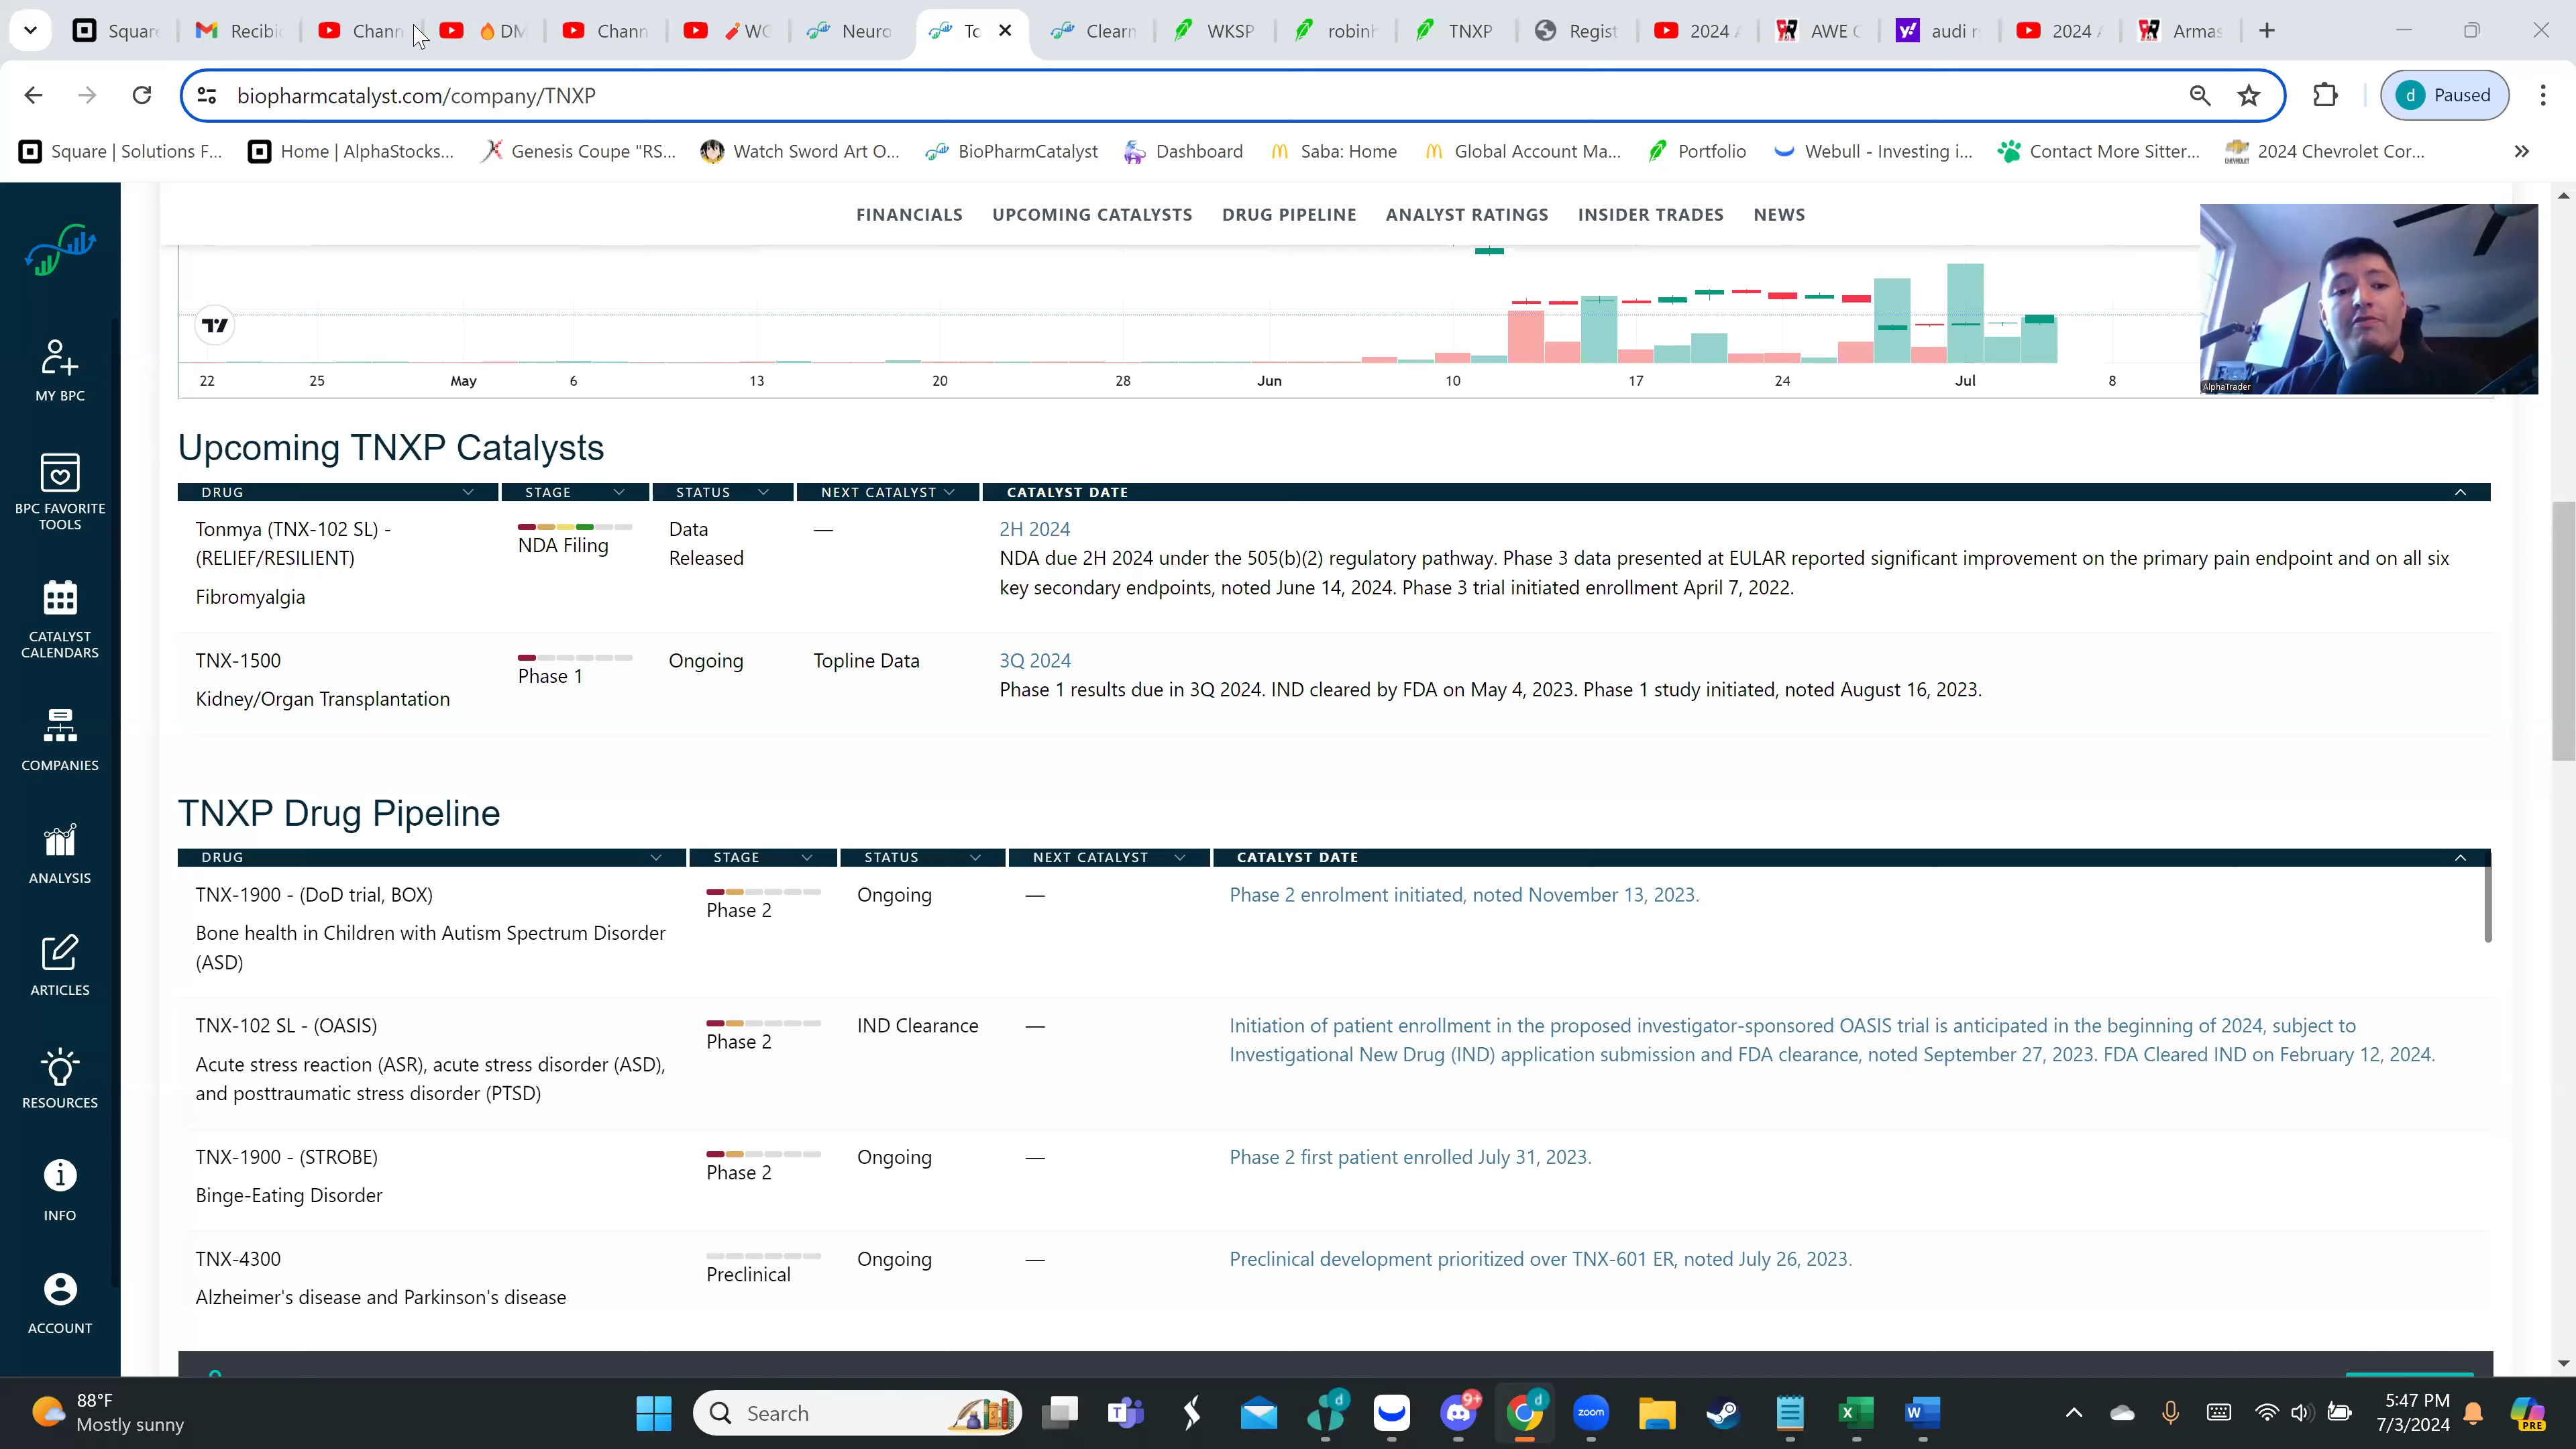 Square
Recibi
Chann
DM
Chann
WO
Neuro
To
Clearn
WKSP
robinh
TNXP
Regist
2024 A
AWE C
audi r
2024 A
Armas
biopharmcatalyst.com/company/TNXP
d
Paused
Square | Solutions F...
Home | AlphaStocks...
Genesis Coupe "RS...
Watch Sword Art O...
BioPharmCatalyst
Dashboard
Saba: Home
Global Account Ma...
Portfolio
Webull - Investing i...
Contact More Sitter...
2024 Chevrolet Cor...
FINANCIALS
UPCOMING CATALYSTS
DRUG PIPELINE
ANALYST RATINGS
INSIDER TRADES
NEWS
22 25 May 6 13 20 28 Jun 10 17 24 Jul 8
AlphaTrader
MY BPC
BPC FAVORITE
TOOLS
CATALYST
CALENDARS
COMPANIES
ANALYSIS
ARTICLES
RESOURCES
INFO
ACCOUNT
Upcoming TNXP Catalysts
DRUG STAGE STATUS NEXT CATALYST CATALYST DATE
Tonmya (TNX-102 SL) -
(RELIEF/RESILIENT)
Fibromyalgia
NDA Filing
Data
Released
—
2H 2024
NDA due 2H 2024 under the 505(b)(2) regulatory pathway. Phase 3 data presented at EULAR reported significant improvement on the primary pain endpoint and on all six
key secondary endpoints, noted June 14, 2024. Phase 3 trial initiated enrollment April 7, 2022.
TNX-1500
Kidney/Organ Transplantation
Phase 1
Ongoing
Topline Data
3Q 2024
Phase 1 results due in 3Q 2024. IND cleared by FDA on May 4, 2023. Phase 1 study initiated, noted August 16, 2023.
TNXP Drug Pipeline
DRUG STAGE STATUS NEXT CATALYST CATALYST DATE
TNX-1900 - (DoD trial, BOX)
Bone health in Children with Autism Spectrum Disorder
(ASD)
Phase 2
Ongoing
—
Phase 2 enrolment initiated, noted November 13, 2023.
TNX-102 SL - (OASIS)
Acute stress reaction (ASR), acute stress disorder (ASD),
and posttraumatic stress disorder (PTSD)
Phase 2
IND Clearance
—
Initiation of patient enrollment in the proposed investigator-sponsored OASIS trial is anticipated in the beginning of 2024, subject to
Investigational New Drug (IND) application submission and FDA clearance, noted September 27, 2023. FDA Cleared IND on February 12, 2024.
TNX-1900 - (STROBE)
Binge-Eating Disorder
Phase 2
Ongoing
—
Phase 2 first patient enrolled July 31, 2023.
TNX-4300
Alzheimer's disease and Parkinson's disease
Preclinical
Ongoing
—
Preclinical development prioritized over TNX-601 ER, noted July 26, 2023.
88°F
Mostly sunny
Search
d
9+
d
zoom
5:47 PM
7/3/2024
PRE